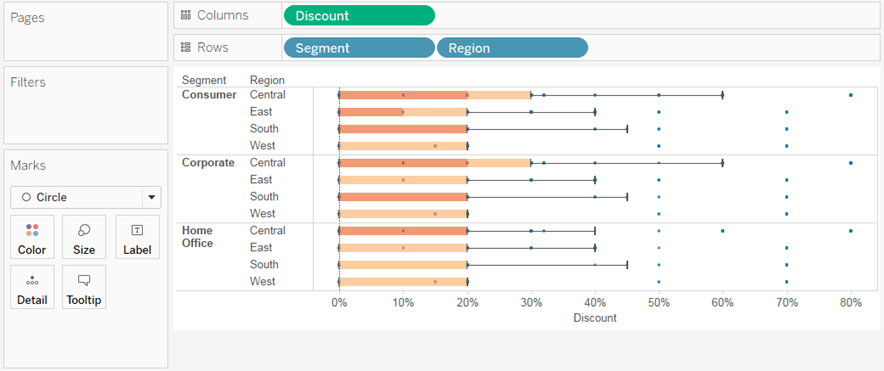 Pages
Columns
Discount
Rows
Segment Region
Filters
Segment Region
Consumer Central
East
South
West
Marks
Circle
Color Size Label
Detail Tooltip
Corporate Central
East
South
West
Home Office Central
East
South
West
0% 10% 20% 30% 40% 50% 60% 70% 80%
Discount